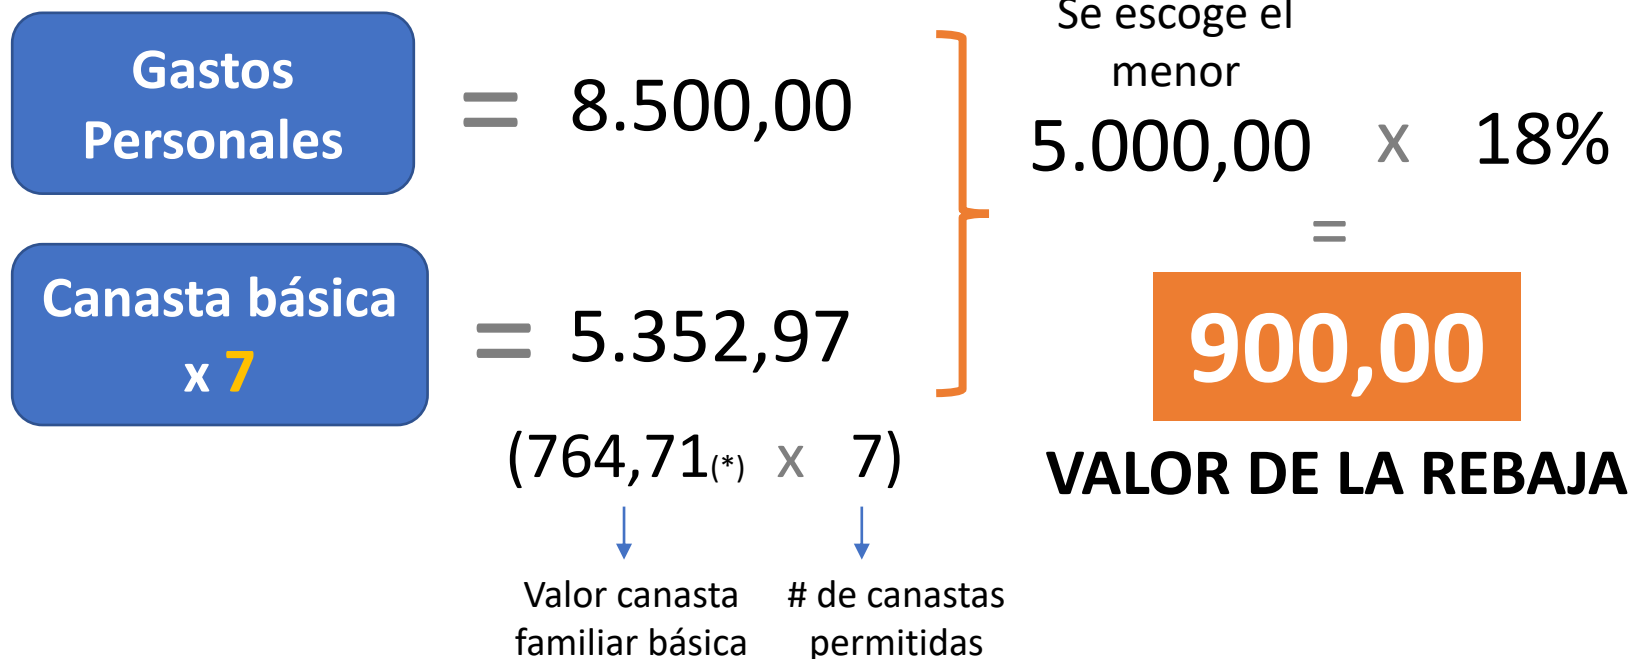 Gastos
Personales
= 8.500,00
Canasta básica
x 7
= 5.352,97
(764,71(*) x 7)
Valor canasta
familiar básica
# de canastas
permitidas
Se escoge el
menor
5.000,00 x 18%
=
900,00
VALOR DE LA REBAJA